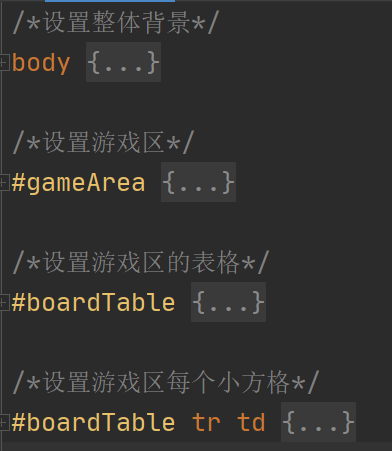 /*设置整体背景*/
body {...}
/*设置游戏区*/
#gameArea {...}
/*设置游戏区的表格*/
#boardTable {...}
/*设置游戏区每个小方格*/
#boardTable tr td {...}